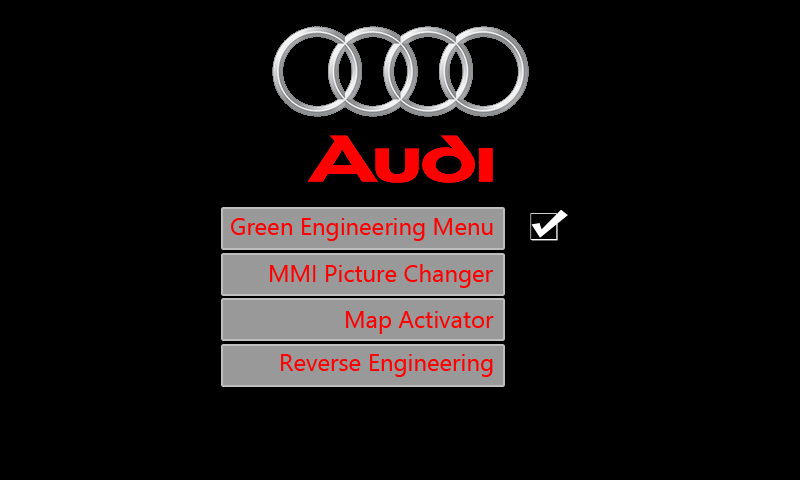 Audi
Green Engineering Menu
MMI Picture Changer
Map Activator
Reverse Engineering